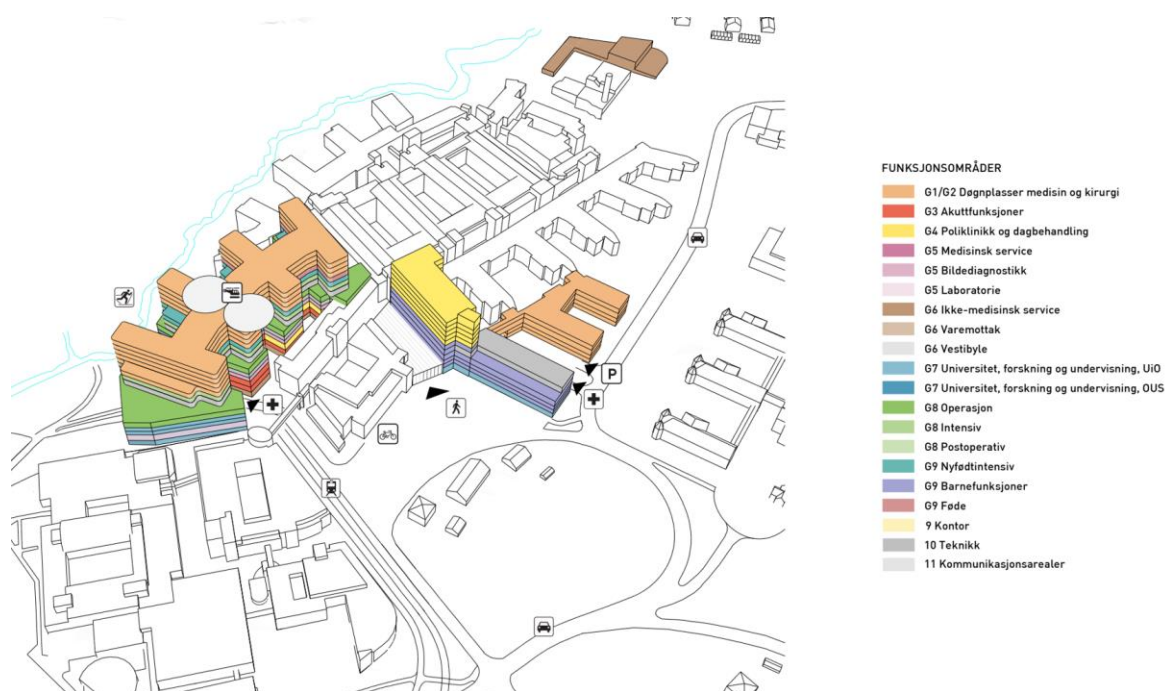 FUNKSJONSOMRÅDER
G1/G2 Døgnplasser medisin og kirurgi
G3 Akuttfunksjoner
G4 Poliklinikk og dagbehandling
G5 Medisinsk service
G5 Bildediagnostikk
G5 Laboratorie
G6 Ikke-medisinsk service
G6 Varemottak
G6 Vestibyle
G7 Universitet, forskning og undervisning, UiO
G7 Universitet, forskning og undervisning, OUS
G8 Operasjon
G8 Intensiv
G8 Postoperativ
G9 Nyfødtintensiv
G9 Barnefunksjoner
G9 Føde
9 Kontor
10 Teknikk
11 Kommunikasjonsarealer
P